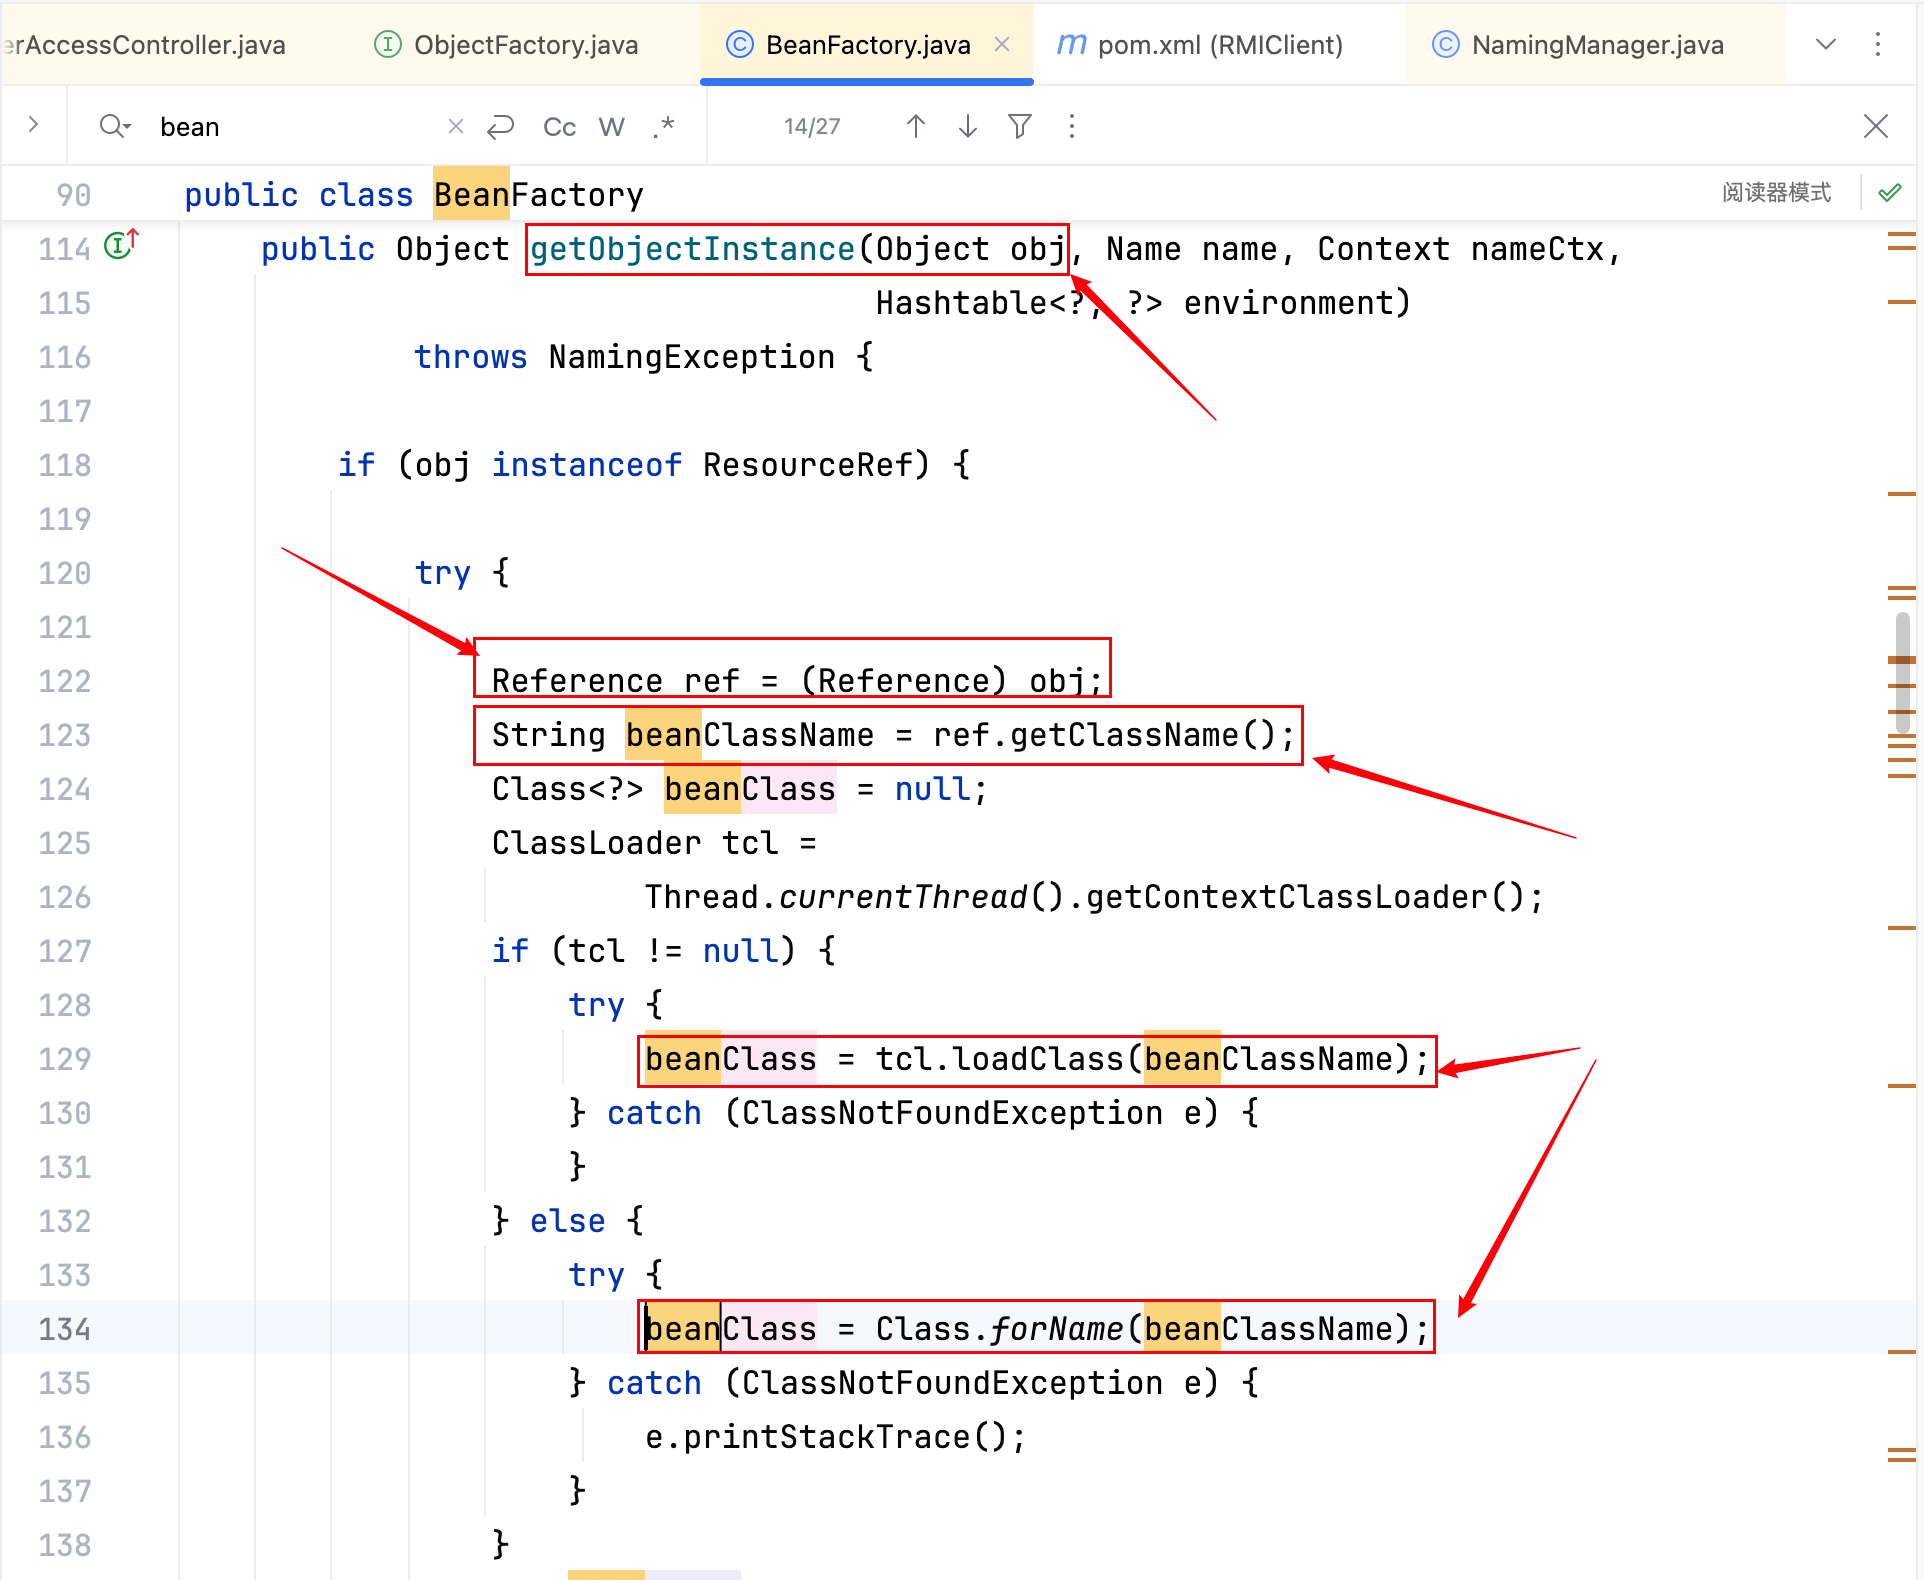 erAccessController.java ObjectFactory.java BeanFactory.java pom.xml (RMIClient) NamingManager.java
bean Cc W .* 14/27
90 public class BeanFactory 阅读器模式
114 public Object getObjectInstance(Object obj, Name name, Context nameCtx,
115 Hashtable<?, ?> environment)
116 throws NamingException {
117
118 if (obj instanceof ResourceRef) {
119
120 try {
121
122 Reference ref = (Reference) obj;
123 String beanClassName = ref.getClassName();
124 Class<?> beanClass = null;
125 ClassLoader tcl =
126 Thread.currentThread().getContextClassLoader();
127 if (tcl != null) {
128 try {
129 beanClass = tcl.loadClass(beanClassName);
130 } catch (ClassNotFoundException e) {
131 }
132 } else {
133 try {
134 beanClass = Class.forName(beanClassName);
135 } catch (ClassNotFoundException e) {
136 e.printStackTrace();
137 }
138 }